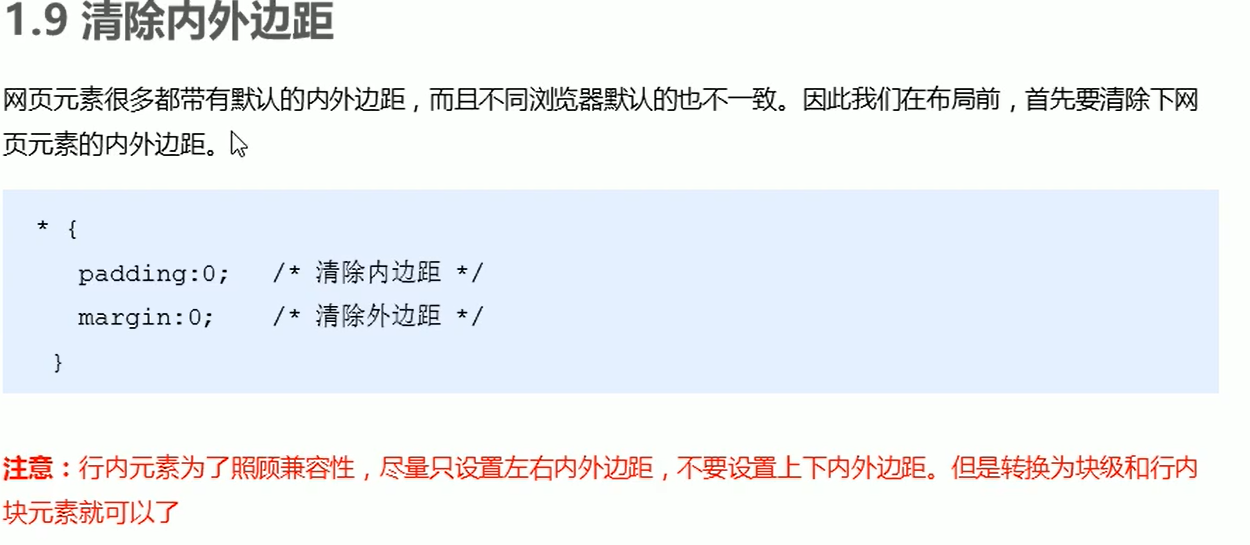 1.9 清除内外边距
网页元素很多都带有默认的内外边距，而且不同浏览器默认的也不一致。因此我们在布局前，首先要清除下网
页元素的内外边距。
* {
padding:0;   /* 清除内边距 */
margin:0;    /* 清除外边距 */
}
注意：行内元素为了照顾兼容性，尽量只设置左右内外边距，不要设置上下内外边距。但是转换为块级和行内
块元素就可以了